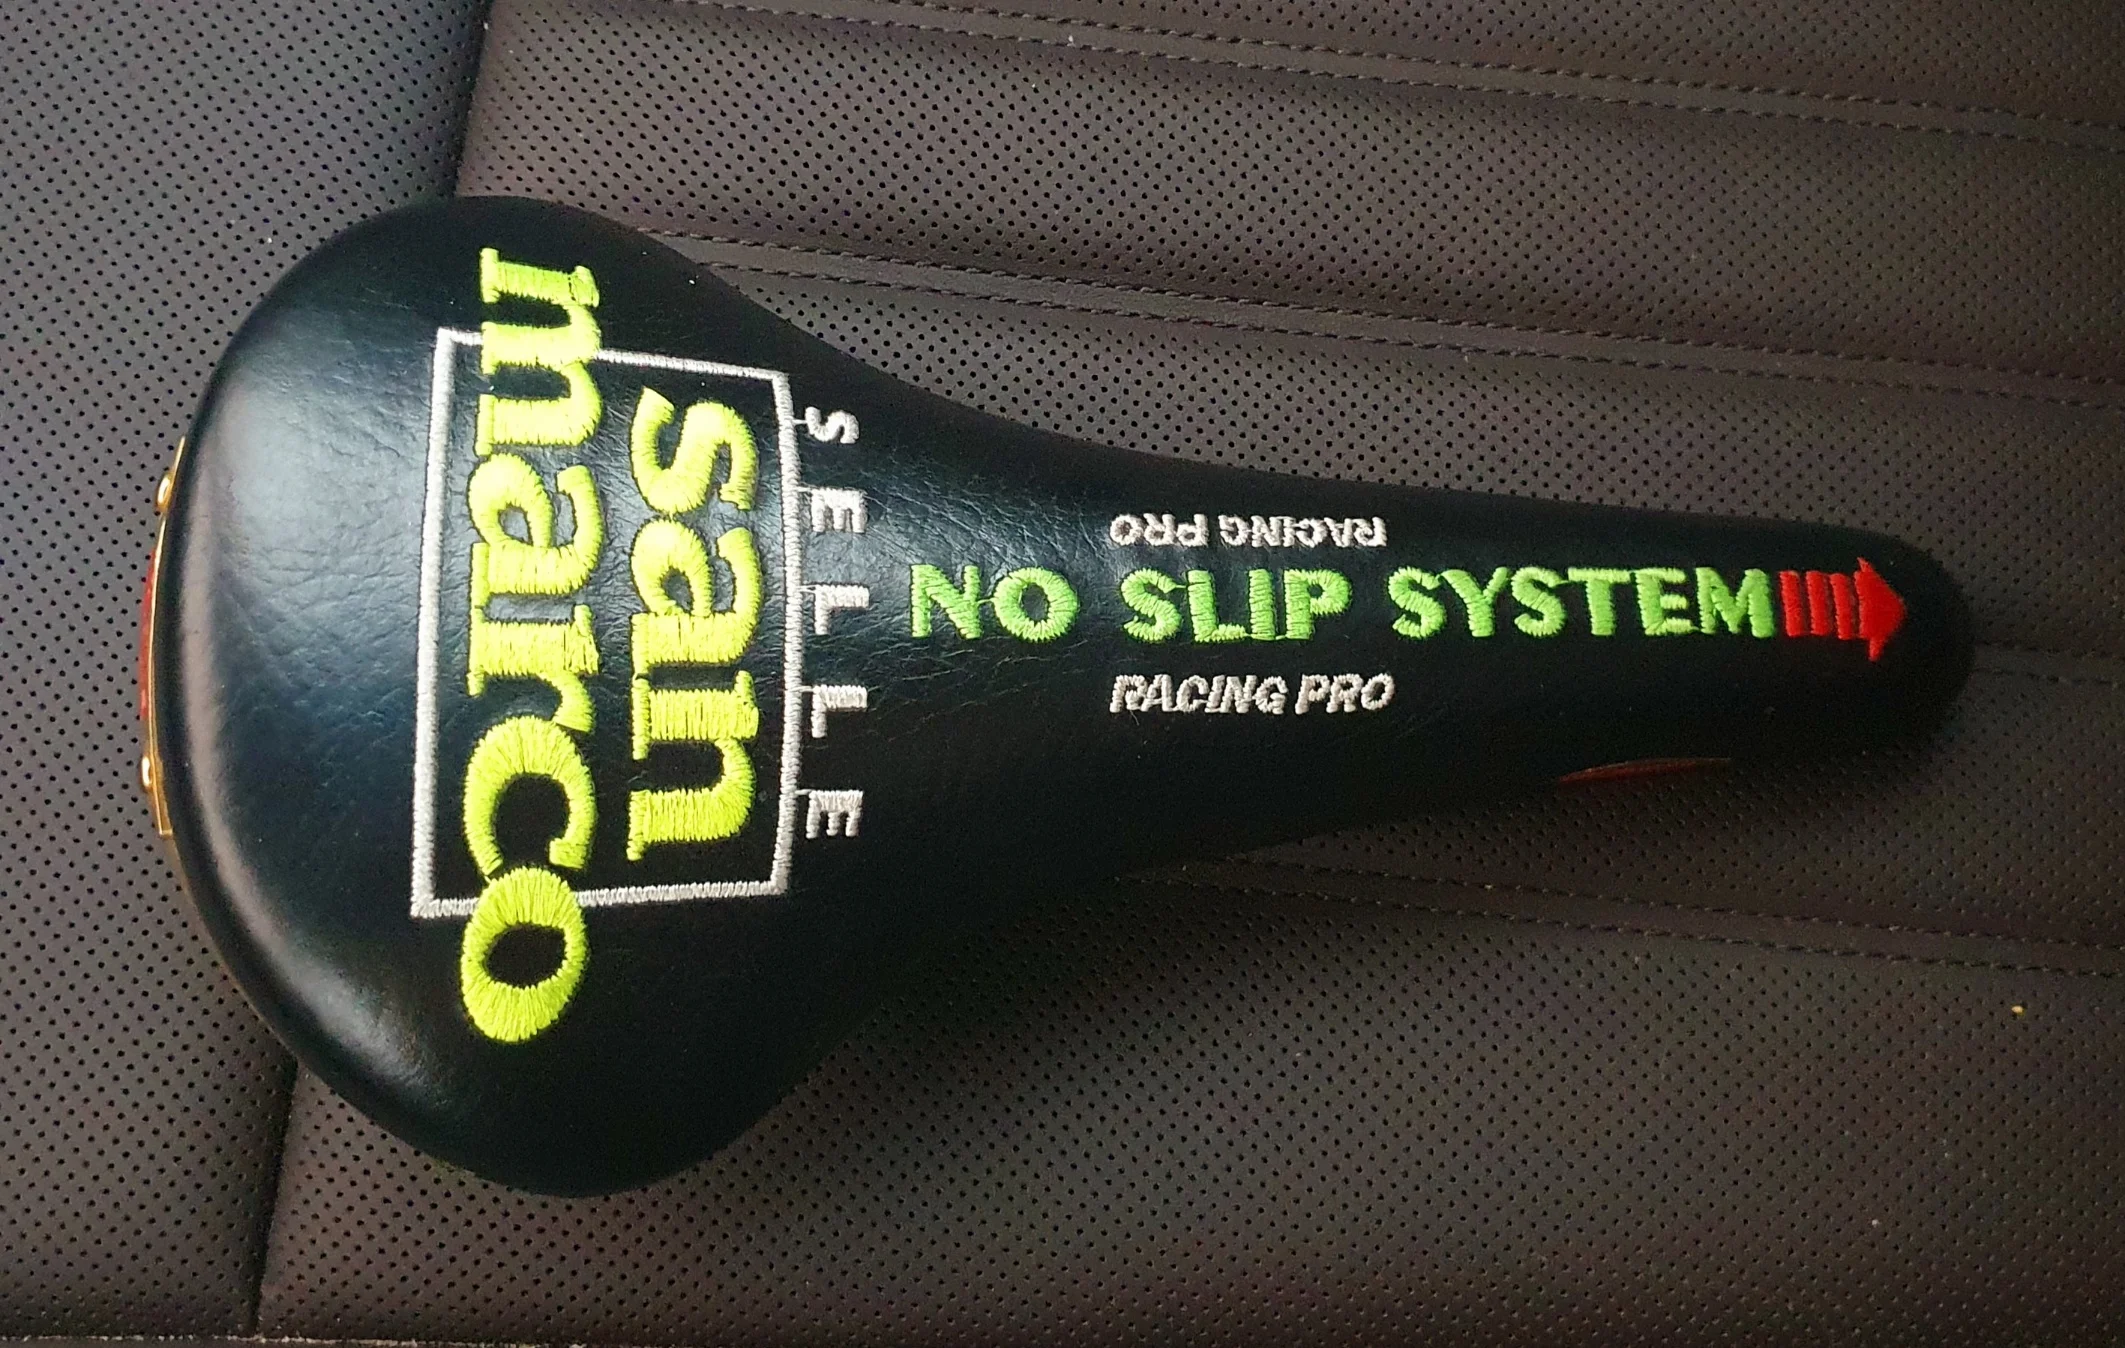 SELLE
san
marco
NO SLIP SYSTEM
RACING PRO
RACING PRO